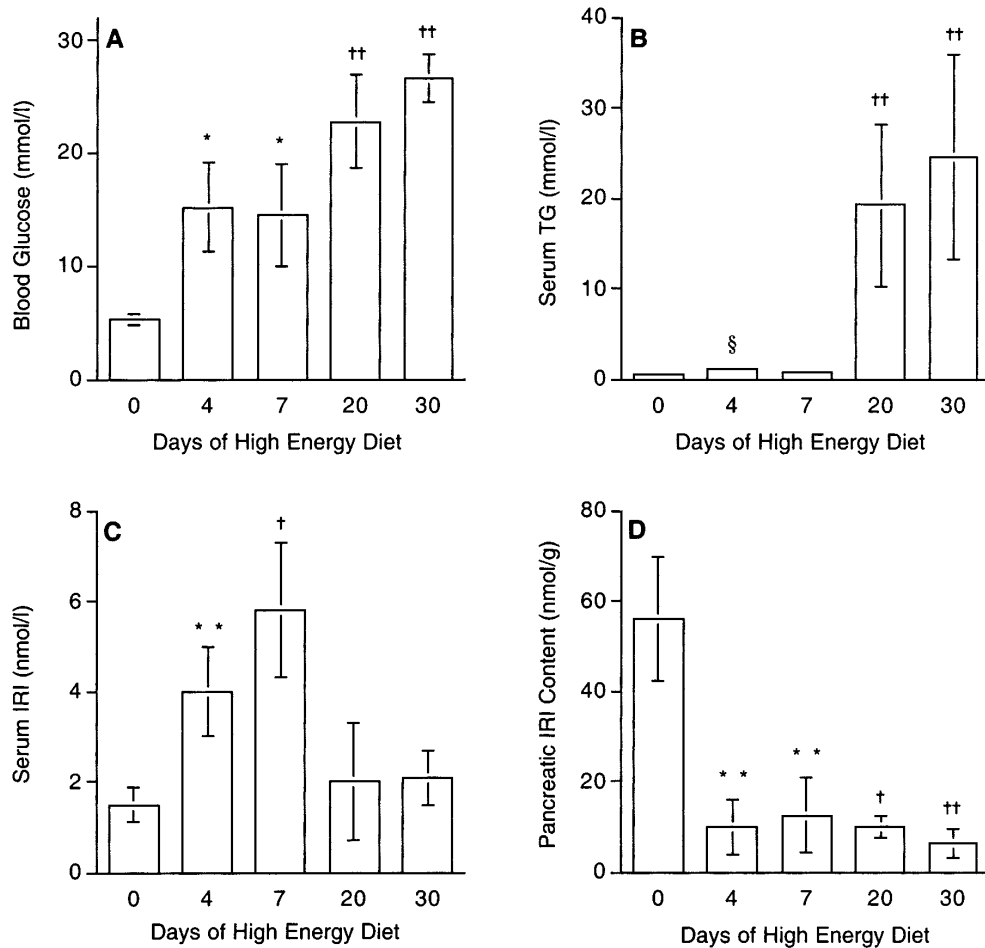 A
Blood Glucose (mmol/l)
30
20
10
0
* * †† ††
0 4 7 20 30
Days of High Energy Diet
B
Serum TG (mmol/l)
40
30
20
10
0
§ †† ††
0 4 7 20 30
Days of High Energy Diet
C
Serum IRI (nmol/l)
8
6
4
2
0
* * †
0 4 7 20 30
Days of High Energy Diet
D
Pancreatic IRI Content (nmol/g)
80
60
40
20
0
* * * * † ††
0 4 7 20 30
Days of High Energy Diet